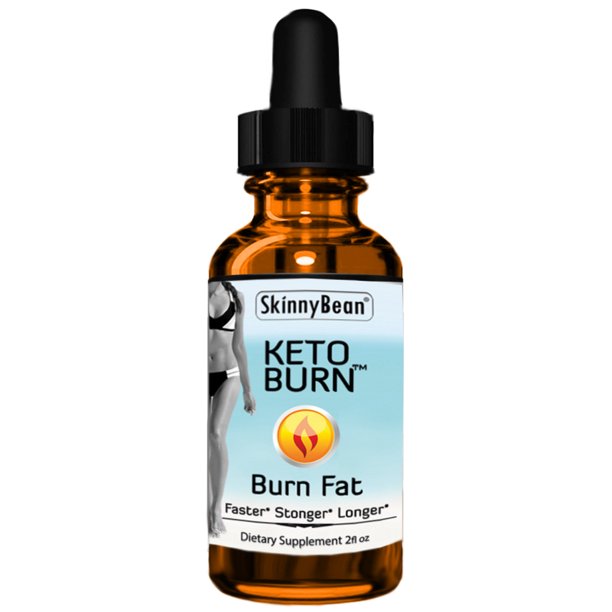 SkinnyBean®
KETO
BURN™
Burn Fat
Faster* Stonger* Longer*
Dietary Supplement 2fl oz